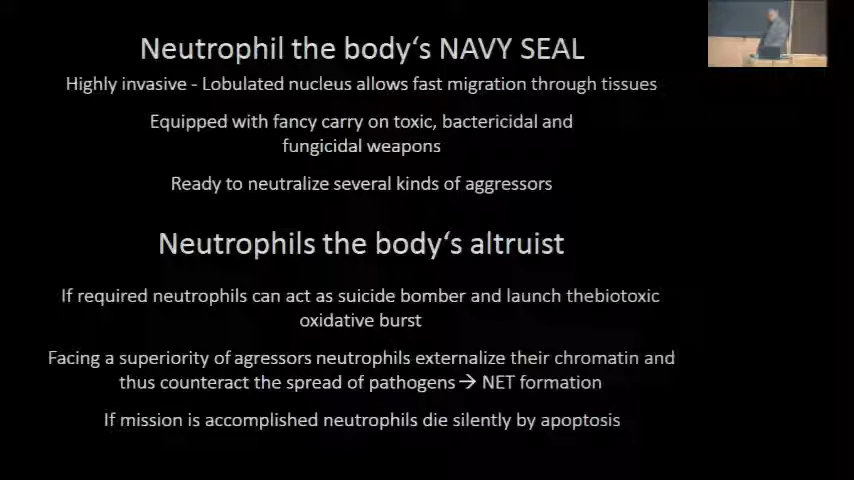 Neutrophil the body‘s NAVY SEAL
Highly invasive - Lobulated nucleus allows fast migration through tissues
Equipped with fancy carry on toxic, bactericidal and
fungicidal weapons
Ready to neutralize several kinds of aggressors
Neutrophils the body‘s altruist
If required neutrophils can act as suicide bomber and launch thebiotoxic
oxidative burst
Facing a superiority of agressors neutrophils externalize their chromatin and
thus counteract the spread of pathogens → NET formation
If mission is accomplished neutrophils die silently by apoptosis